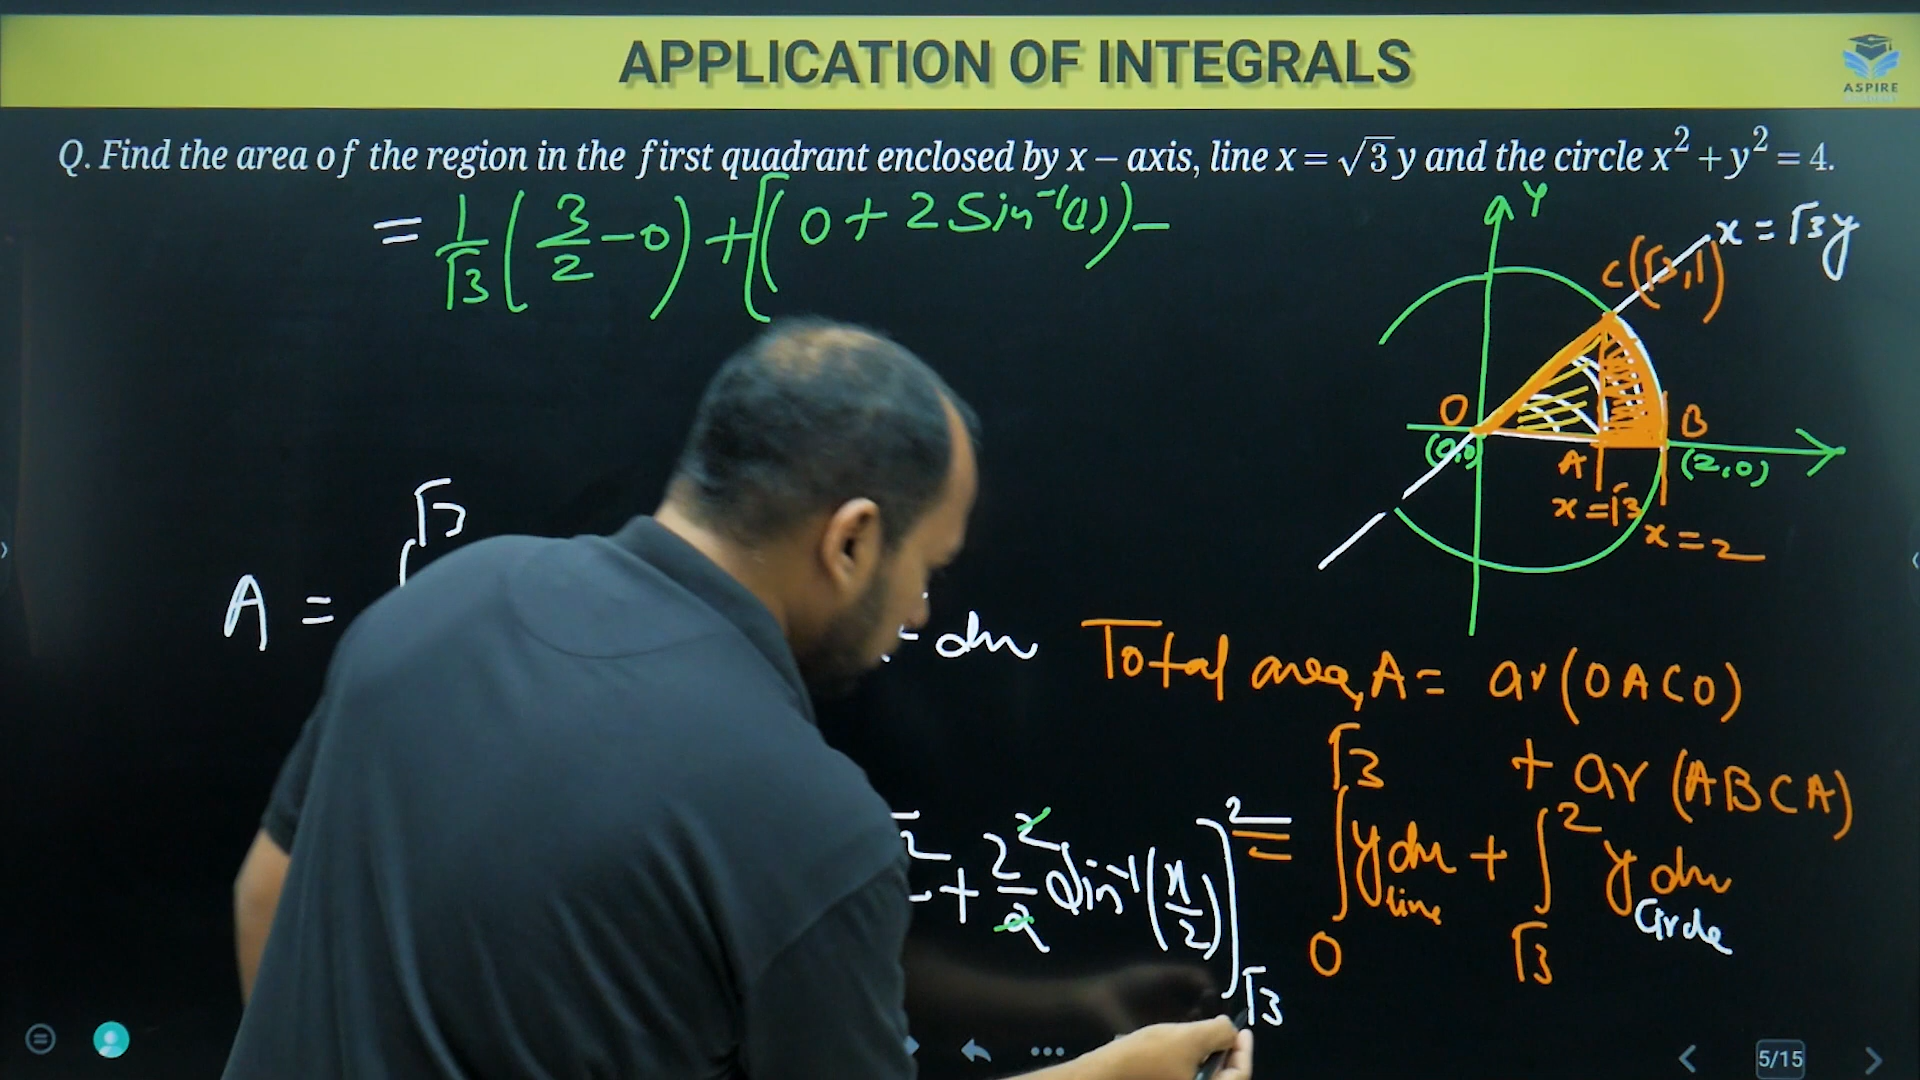 APPLICATION OF INTEGRALS
ASPIRE
Q. Find the area of the region in the first quadrant enclosed by x – axis, line x = √3 y and the circle x² + y² = 4.
= 1/√3 (3/2 - 0) + [(0 + 2 Sin⁻¹(1)) -
Y
x = √3y
C (√3,1)
O
(0,0)
A
B
(2,0)
x = √3
x = 2
√3
A =
dx
Total area, A = ar(OACO)
+ ar (ABCA)
+ 2²/2 Sin⁻¹(x/2)]
2
√3
= ∫ y dx + ∫ y dx
√3
0
2
√3
line
Circle
5/15